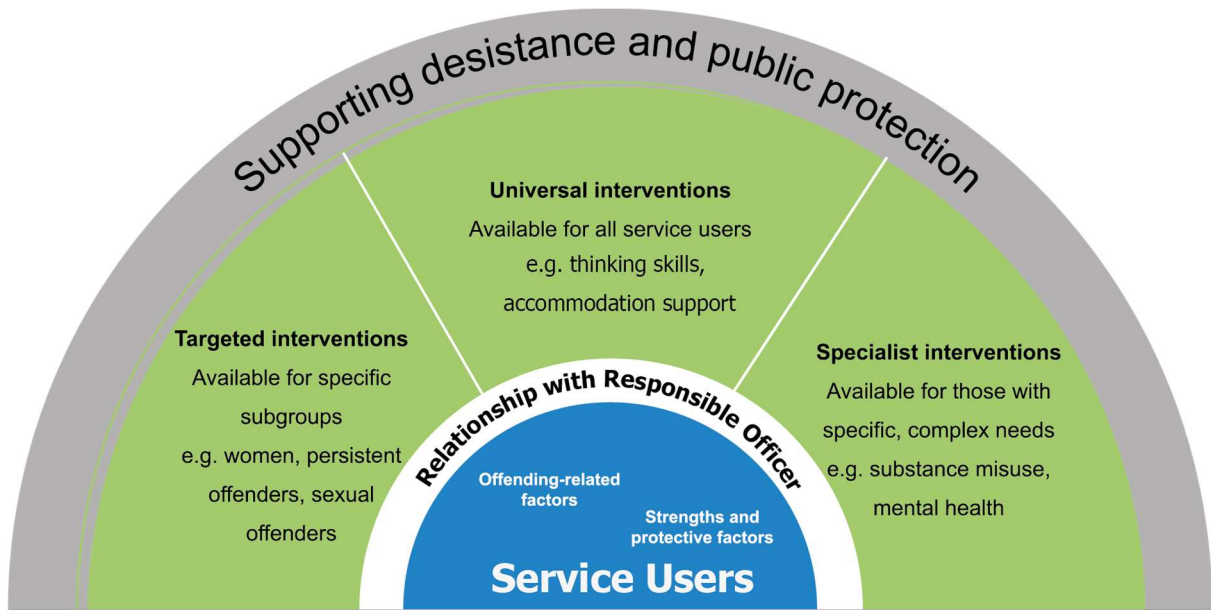 Supporting desistance and public protection
Universal interventions
Available for all service users
e.g. thinking skills,
accommodation support
Targeted interventions
Available for specific
subgroups
e.g. women, persistent
offenders, sexual
offenders
Specialist interventions
Available for those with
specific, complex needs
e.g. substance misuse,
mental health
Relationship with Responsible Officer
Offending-related
factors
Strengths and
protective factors
Service Users